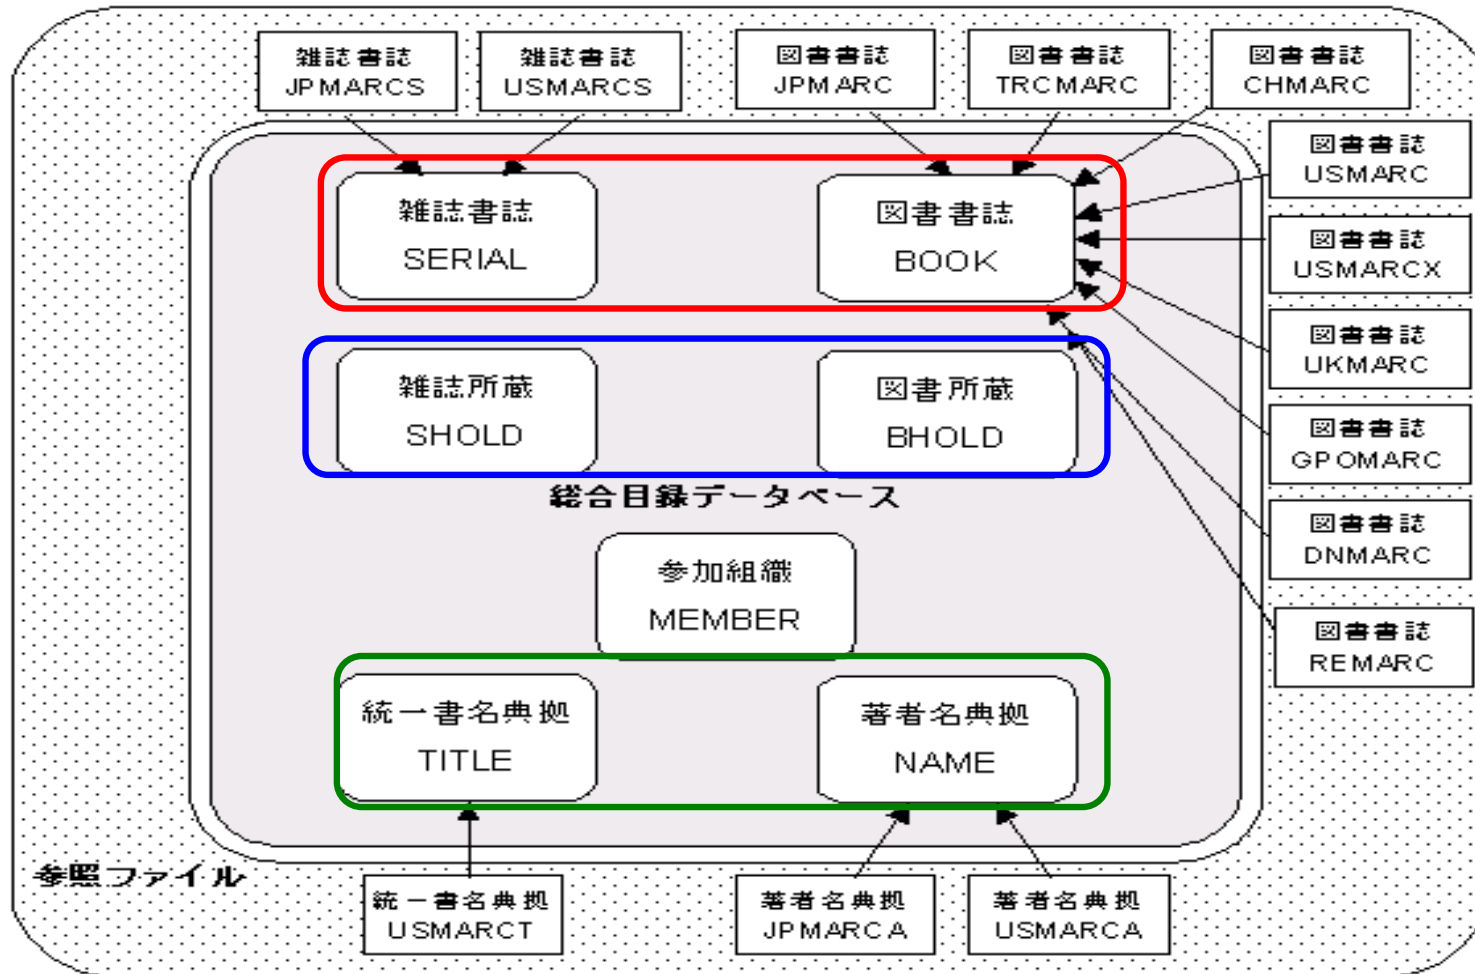 雑誌書誌
JPMARCS
雑誌書誌
USMARCS
図書書誌
JPMARC
図書書誌
TRCMARC
図書書誌
CHMARC
図書書誌
USMARC
図書書誌
USMARCX
図書書誌
UKMARC
図書書誌
GPOMARC
図書書誌
DNMARC
図書書誌
REMARC
雑誌書誌
SERIAL
図書書誌
BOOK
雑誌所蔵
SHOLD
図書所蔵
BHOLD
総合目録データベース
参加組織
MEMBER
統一書名典拠
TITLE
著者名典拠
NAME
参照ファイル
統一書名典拠
USMARCT
著者名典拠
JPMARCA
著者名典拠
USMARCA